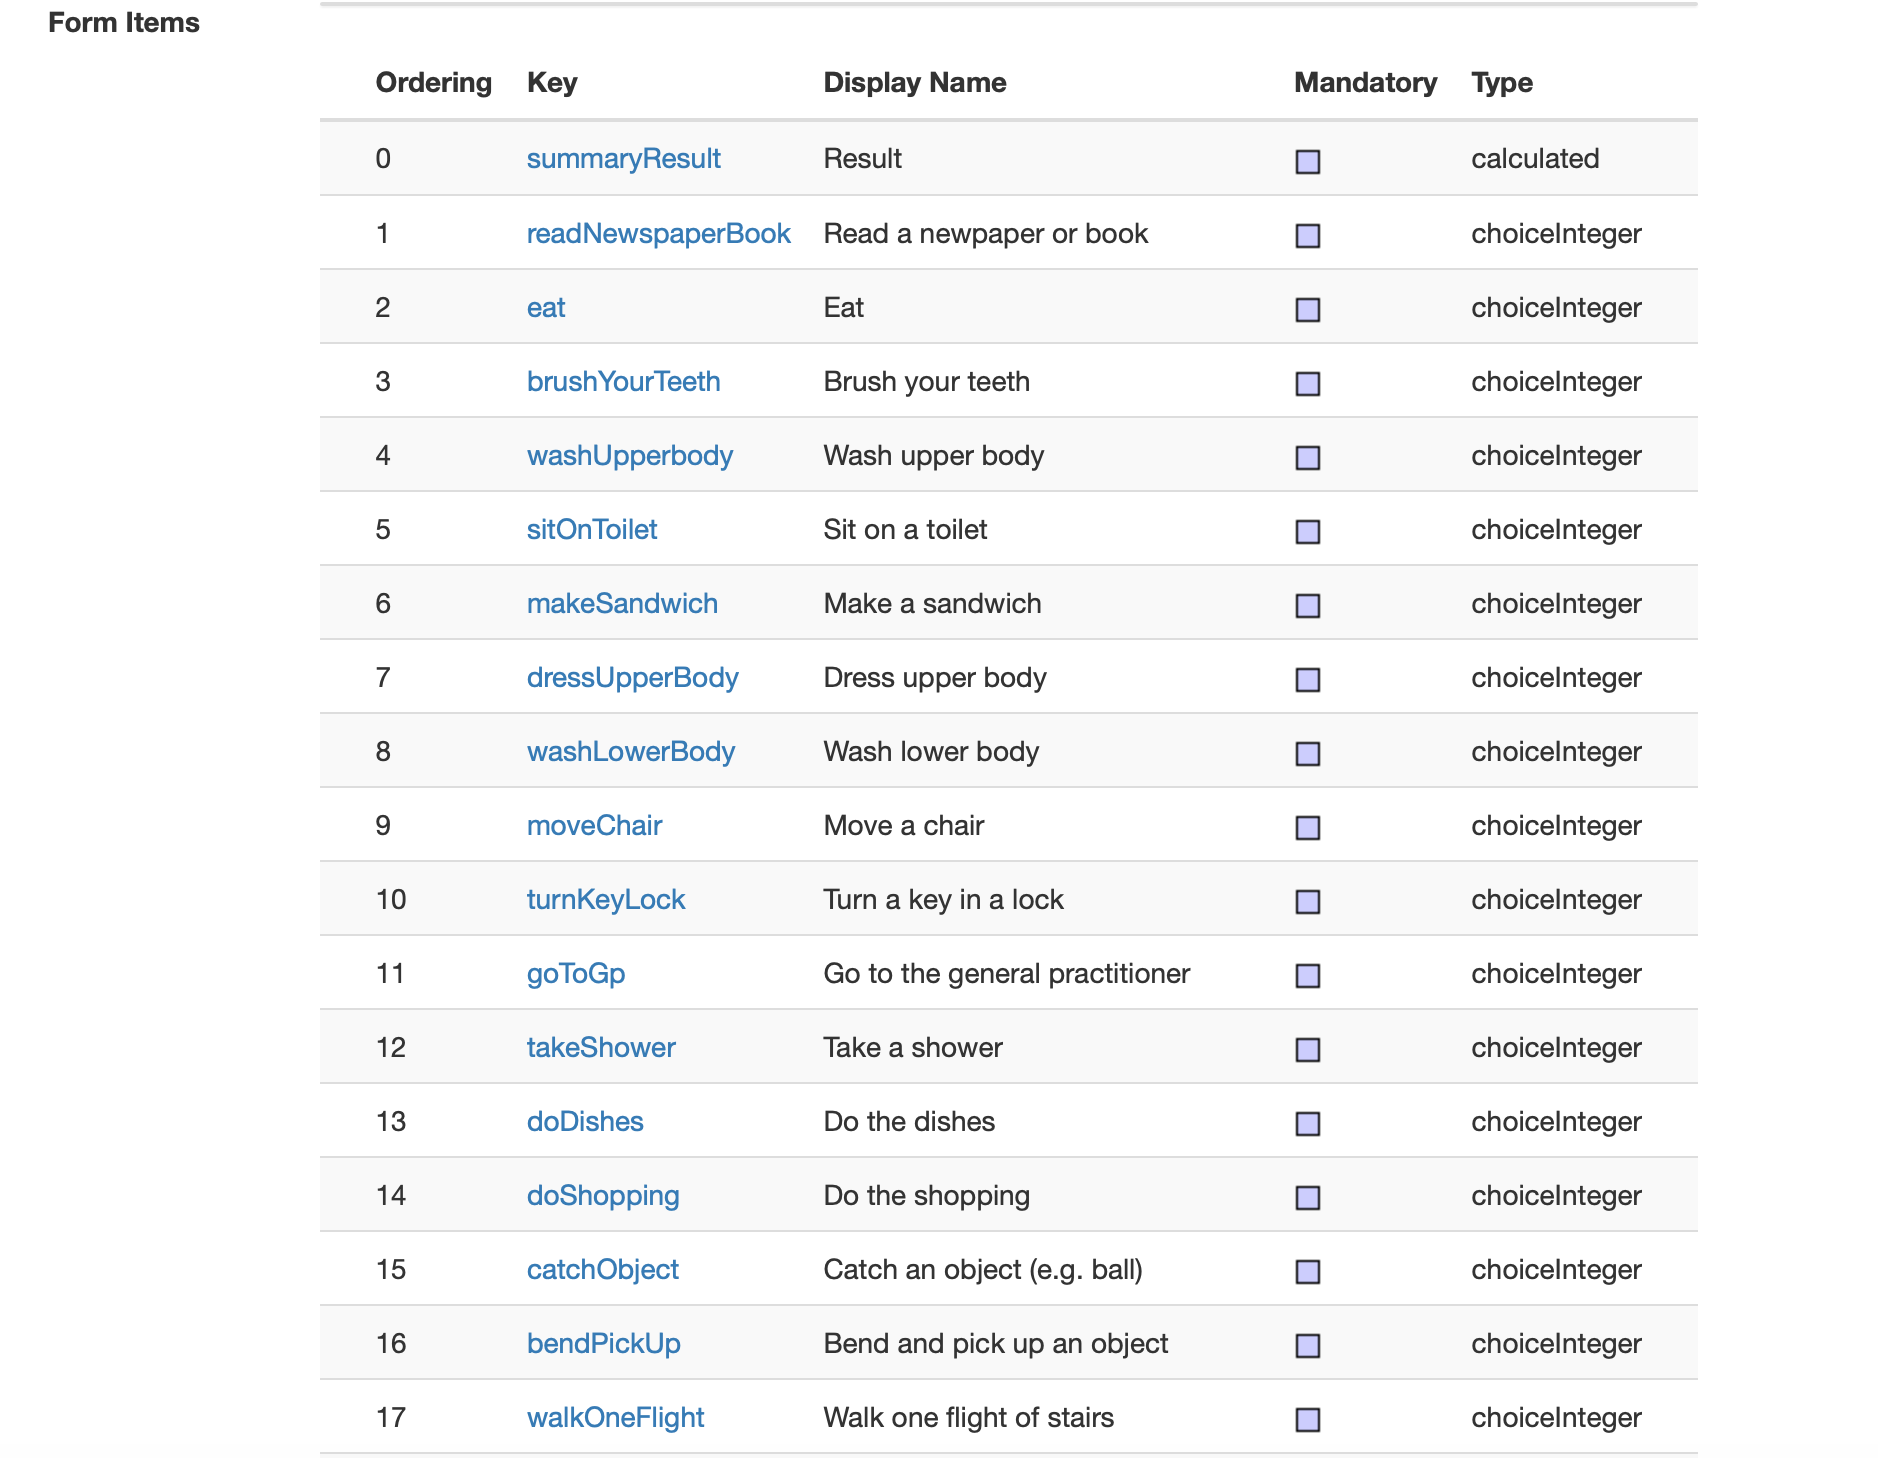 Form Items
Ordering Key Display Name Mandatory Type
0 summaryResult Result calculated
1 readNewspaperBook Read a newpaper or book choiceInteger
2 eat Eat choiceInteger
3 brushYourTeeth Brush your teeth choiceInteger
4 washUpperbody Wash upper body choiceInteger
5 sitOnToilet Sit on a toilet choiceInteger
6 makeSandwich Make a sandwich choiceInteger
7 dressUpperBody Dress upper body choiceInteger
8 washLowerBody Wash lower body choiceInteger
9 moveChair Move a chair choiceInteger
10 turnKeyLock Turn a key in a lock choiceInteger
11 goToGp Go to the general practitioner choiceInteger
12 takeShower Take a shower choiceInteger
13 doDishes Do the dishes choiceInteger
14 doShopping Do the shopping choiceInteger
15 catchObject Catch an object (e.g. ball) choiceInteger
16 bendPickUp Bend and pick up an object choiceInteger
17 walkOneFlight Walk one flight of stairs choiceInteger